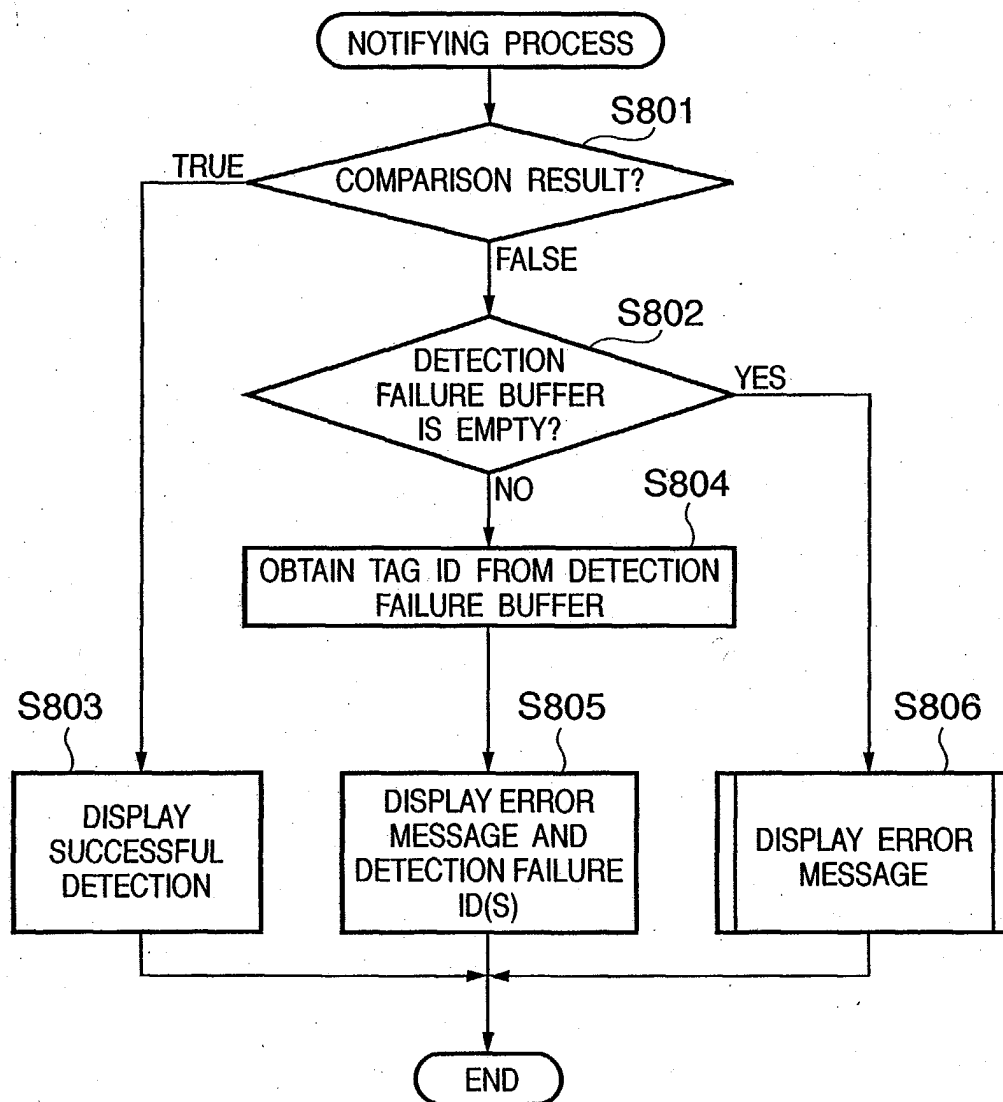 NOTIFYING PROCESS
S801
TRUE
COMPARISON RESULT?
FALSE
S802
DETECTION
FAILURE BUFFER
IS EMPTY?
YES
NO
S804
OBTAIN TAG ID FROM DETECTION
FAILURE BUFFER
S803
S805
S806
DISPLAY
SUCCESSFUL
DETECTION
DISPLAY ERROR
MESSAGE AND
DETECTION FAILURE
ID(S)
DISPLAY ERROR
MESSAGE
END